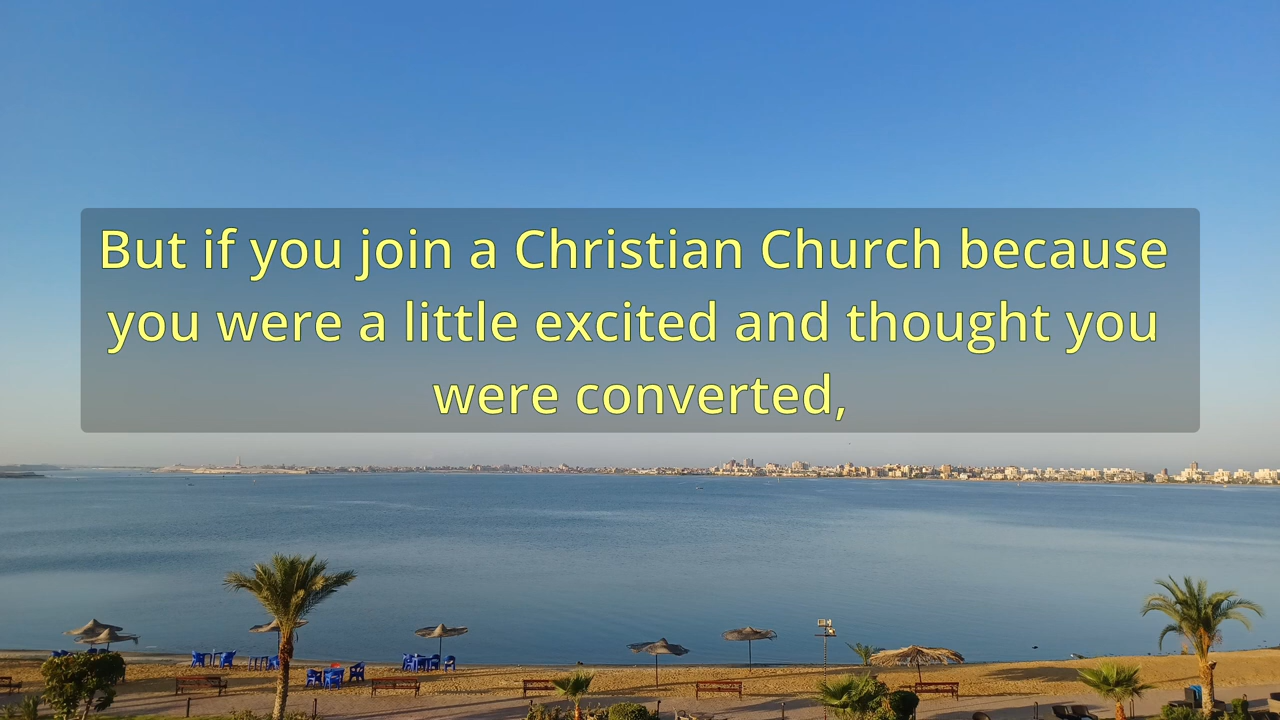 But if you join a Christian Church because
you were a little excited and thought you
were converted,